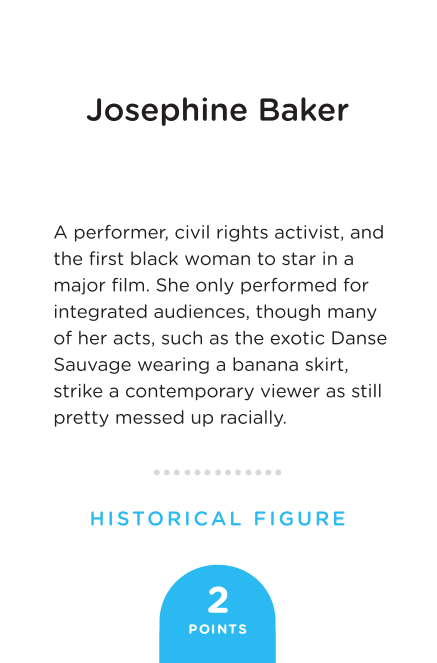 Josephine Baker
A performer, civil rights activist, and
the first black woman to star in a
major film. She only performed for
integrated audiences, though many
of her acts, such as the exotic Danse
Sauvage wearing a banana skirt,
strike a contemporary viewer as still
pretty messed up racially.
HISTORICAL FIGURE
2
POINTS